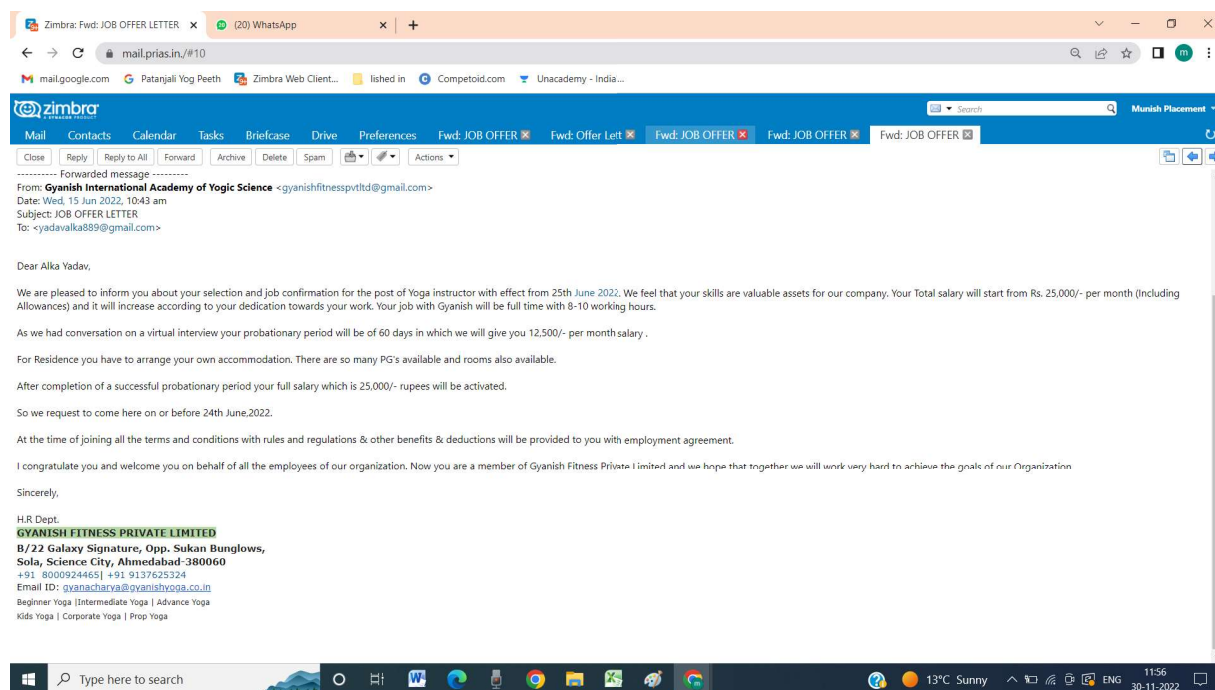 Zimbra: Fwd: JOB OFFER LETTER
(20) WhatsApp
mail.prias.in./#10
m
mail.google.com Patanjali Yog Peeth Zimbra Web Client... lished in Competoid.com Unacademy - India...
zimbra
A SYNACOR PRODUCT
Search
Munish Placement
Mail Contacts Calendar Tasks Briefcase Drive Preferences Fwd: JOB OFFER Fwd: Offer Lett Fwd: JOB OFFER Fwd: JOB OFFER Fwd: JOB OFFER
Close Reply Reply to All Forward Archive Delete Spam Actions
---------- Forwarded message ---------
From: Gyanish International Academy of Yogic Science <gyanishfitnesspvtltd@gmail.com>
Date: Wed, 15 Jun 2022, 10:43 am
Subject: JOB OFFER LETTER
To: <yadavalka889@gmail.com>
Dear Alka Yadav,
We are pleased to inform you about your selection and job confirmation for the post of Yoga instructor with effect from 25th June 2022. We feel that your skills are valuable assets for our company. Your Total salary will start from Rs. 25,000/- per month (Including
Allowances) and it will increase according to your dedication towards your work. Your job with Gyanish will be full time with 8-10 working hours.
As we had conversation on a virtual interview your probationary period will be of 60 days in which we will give you 12,500/- per month salary .
For Residence you have to arrange your own accommodation. There are so many PG's available and rooms also available.
After completion of a successful probationary period your full salary which is 25,000/- rupees will be activated.
So we request to come here on or before 24th June,2022.
At the time of joining all the terms and conditions with rules and regulations & other benefits & deductions will be provided to you with employment agreement.
I congratulate you and welcome you on behalf of all the employees of our organization. Now you are a member of Gyanish Fitness Private Limited and we hope that together we will work very hard to achieve the goals of our Organization
Sincerely,
H.R Dept.
GYANISH FITNESS PRIVATE LIMITED
B/22 Galaxy Signature, Opp. Sukan Bunglows,
Sola, Science City, Ahmedabad-380060
+91 8000924465| +91 9137625324
Email ID: gyanacharya@gyanishyoga.co.in
Beginner Yoga |Intermediate Yoga | Advance Yoga
Kids Yoga | Corporate Yoga | Prop Yoga
Type here to search
13°C Sunny
ENG
11:56
30-11-2022